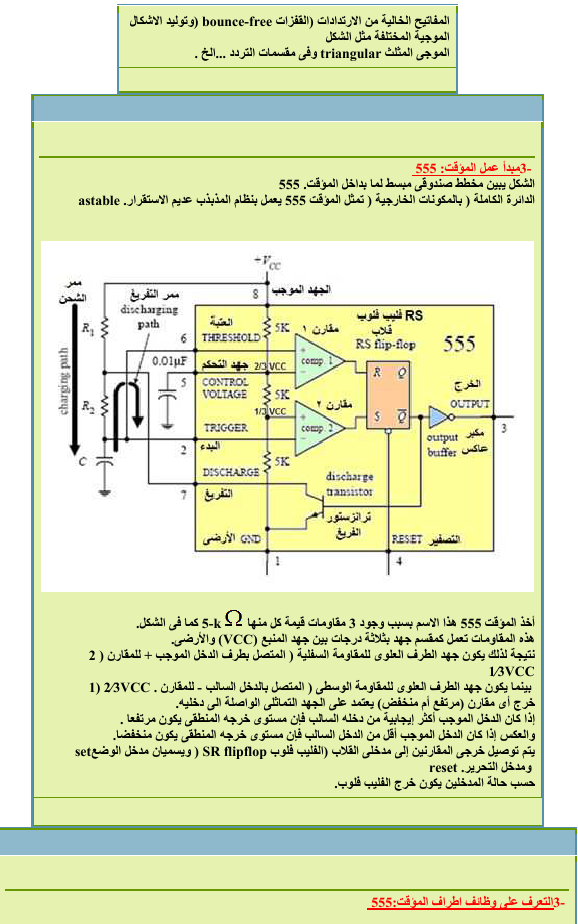 المفاتيح الخالية من الارتدادات (القفزات bounce-free (وتوليد الاشكال
الموجية المختلفة مثل الشكل
الموجى المثلث triangular وفى مقسمات التردد ...الخ .
-3مبدأ عمل المؤقت: 555
الشكل يبين مخطط صندوقى مبسط لما بداخل المؤقت. 555
الدائرة الكاملة ( بالمكونات الخارجية ( تمثل المؤقت 555 يعمل بنظام المذبذب عديم الاستقرار. astable
+VCC
الجهد الموجب
8
ممر الشحن
ممر التفريغ
discharging path
charging path
R1
R2
C
0.01µF
6
5
2
7
العتبة
THRESHOLD
جهد التحكم
CONTROL VOLTAGE
TRIGGER
البدء
DISCHARGE
التفريغ
GND الأرضى
5K
5K
5K
2/3 VCC
1/3 VCC
مقارن ١
comp. 1
مقارن ٢
comp. 2
RS فليب فلوب
قلاب
RS flip-flop
R Q
S Q
555
الخرج
OUTPUT
3
output buffer
مكبر عاكس
discharge transistor
ترانزستور
الفريغ
RESET التصفير
1
4
أخذ المؤقت 555 هذا الاسم بسبب وجود 3 مقاومات قيمة كل منها 5-k Ω كما فى الشكل.
هذه المقاومات تعمل كمقسم جهد بثلاثة درجات بين جهد المنبع (VCC) والأرضى.
نتيجة لذلك يكون جهد الطرف العلوى للمقاومة السفلية ( المتصل بطرف الدخل الموجب + للمقارن ( 2
1⁄3VCC
بينما يكون جهد الطرف العلوى للمقاومة الوسطى ( المتصل بالدخل السالب - للمقارن . 2⁄3VCC (1
خرج أى مقارن (مرتفع أم منخفض) يعتمد على الجهد التماثلى الواصلة الى دخليه.
إذا كان الدخل الموجب أكثر إيجابية من دخله السالب فإن مستوى خرجه المنطقى يكون مرتفعا .
والعكس إذا كان الدخل الموجب أقل من الدخل السالب فإن مستوى خرجه المنطقى يكون منخفضا.
يتم توصيل خرجى المقارنين إلى مدخلى القلاب (الفليب فلوب SR flipflop ( ويسميان مدخل الوضعset
ومدخل التحرير. reset
حسب حالة المدخلين يكون خرج الفليب فلوب.
-3التعرف على وظائف اطراف المؤقت:555